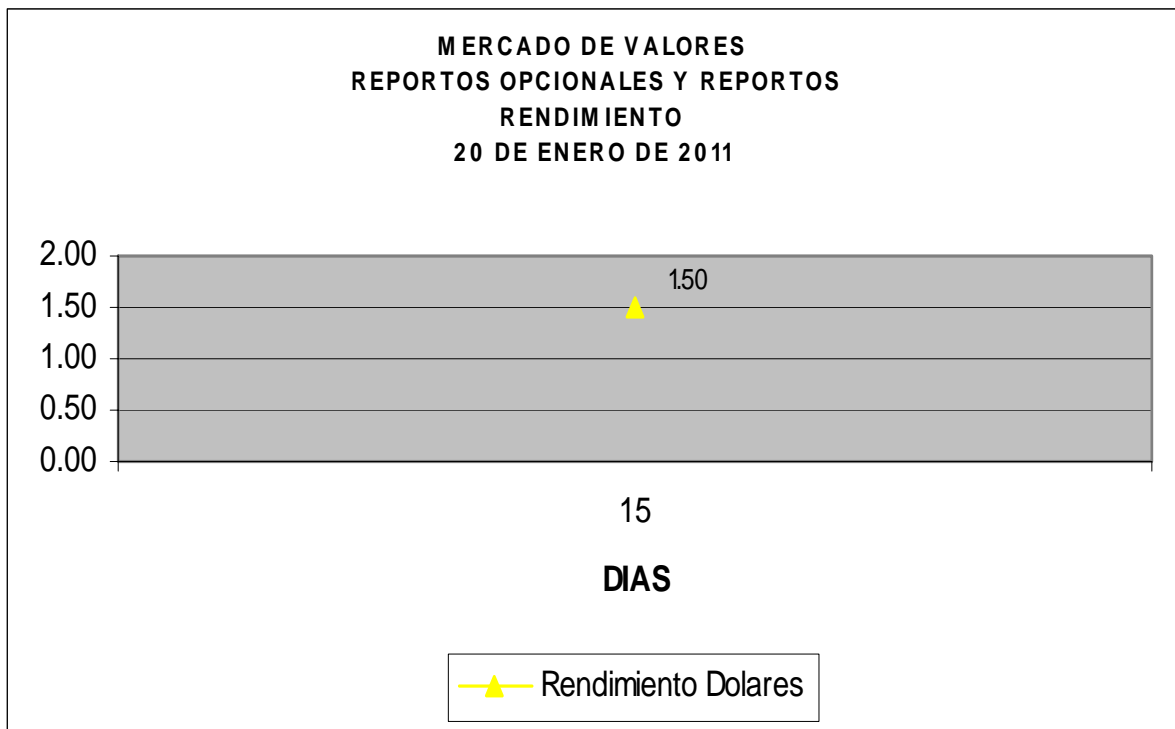 MERCADO DE VALORES
REPORTOS OPCIONALES Y REPORTOS
RENDIMIENTO
20 DE ENERO DE 2011
2.00
1.50
1.50
1.00
0.50
0.00
15
DIAS
Rendimiento Dolares